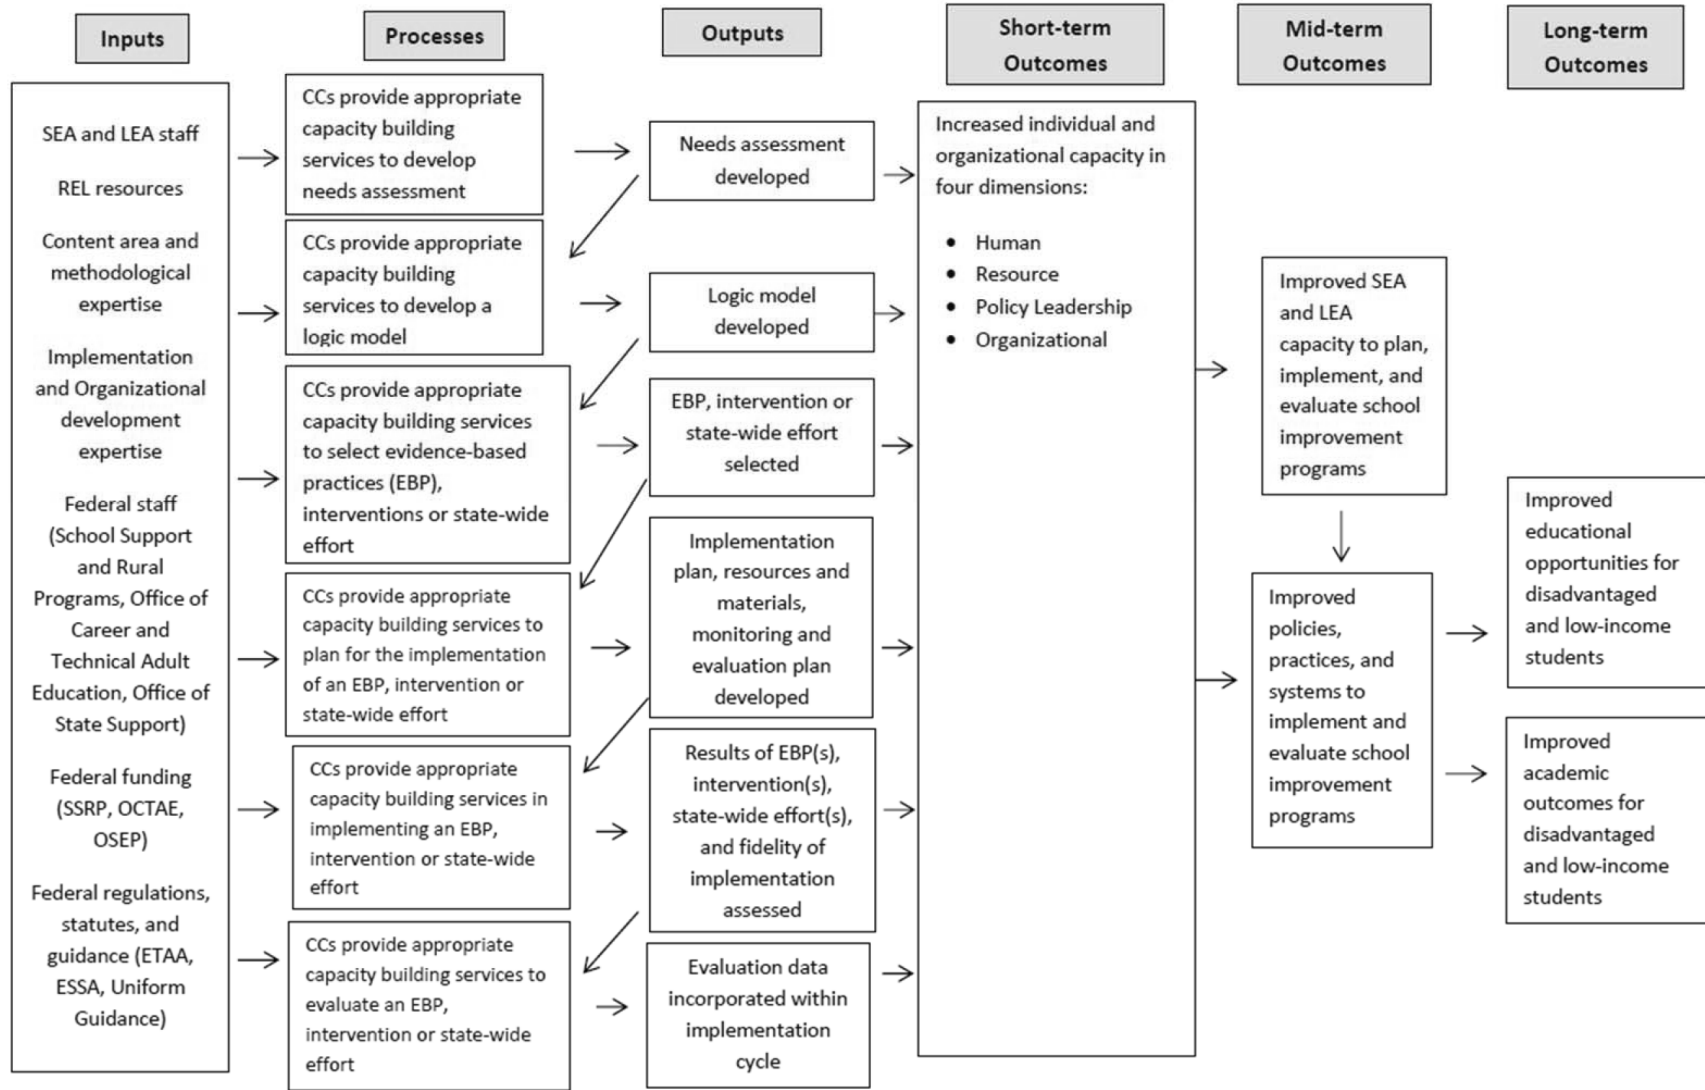 Inputs
Processes
Outputs
Short-term
Outcomes
Mid-term
Outcomes
Long-term
Outcomes
SEA and LEA staff
REL resources
Content area and
methodological
expertise
Implementation
and Organizational
development
expertise
Federal staff
(School Support
and Rural
Programs, Office of
Career and
Technical Adult
Education, Office of
State Support)
Federal funding
(SSRP, OCTAE,
OSEP)
Federal regulations,
statutes, and
guidance (ETAA,
ESSA, Uniform
Guidance)
CCs provide appropriate
capacity building
services to develop
needs assessment
CCs provide appropriate
capacity building
services to develop a
logic model
CCs provide appropriate
capacity building services
to select evidence-based
practices (EBP),
interventions or state-wide
effort
CCs provide appropriate
capacity building services to
plan for the implementation
of an EBP, intervention or
state-wide effort
CCs provide appropriate
capacity building services in
implementing an EBP,
intervention or state-wide
effort
CCs provide appropriate
capacity building services to
evaluate an EBP,
intervention or state-wide
effort
Needs assessment
developed
Logic model
developed
EBP, intervention or
state-wide effort
selected
Implementation
plan, resources and
materials,
monitoring and
evaluation plan
developed
Results of EBP(s),
intervention(s),
state-wide effort(s),
and fidelity of
implementation
assessed
Evaluation data
incorporated within
implementation
cycle
Increased individual and
organizational capacity in
four dimensions:
• Human
• Resource
• Policy Leadership
• Organizational
Improved SEA
and LEA
capacity to plan,
implement, and
evaluate school
improvement
programs
Improved
policies,
practices, and
systems to
implement and
evaluate school
improvement
programs
Improved
educational
opportunities for
disadvantaged
and low-income
students
Improved
academic
outcomes for
disadvantaged
and low-income
students